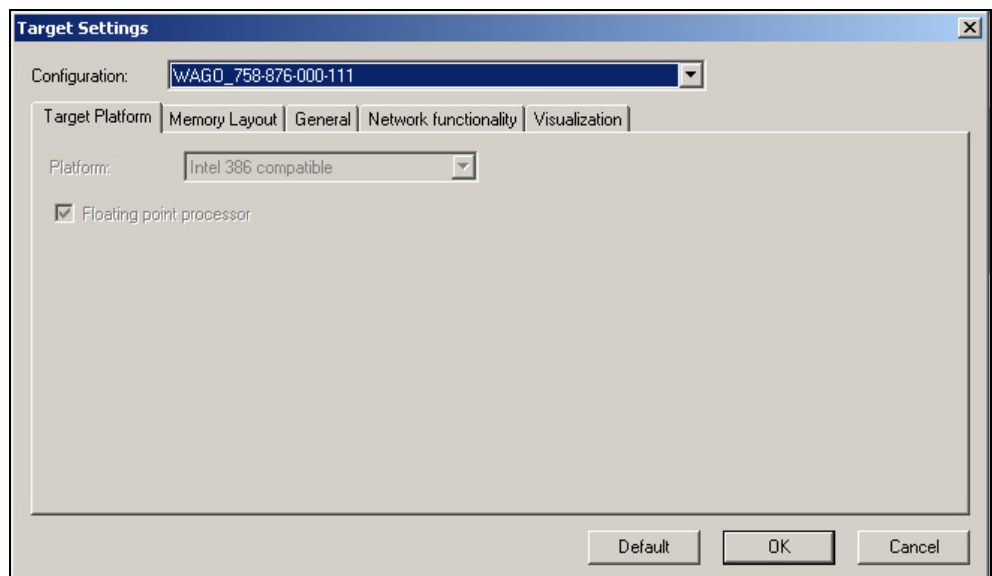 Target Settings
Configuration: WAGO_758-876-000-111
Target Platform Memory Layout General Network functionality Visualization
Platform: Intel 386 compatible
Floating point processor
Default OK Cancel